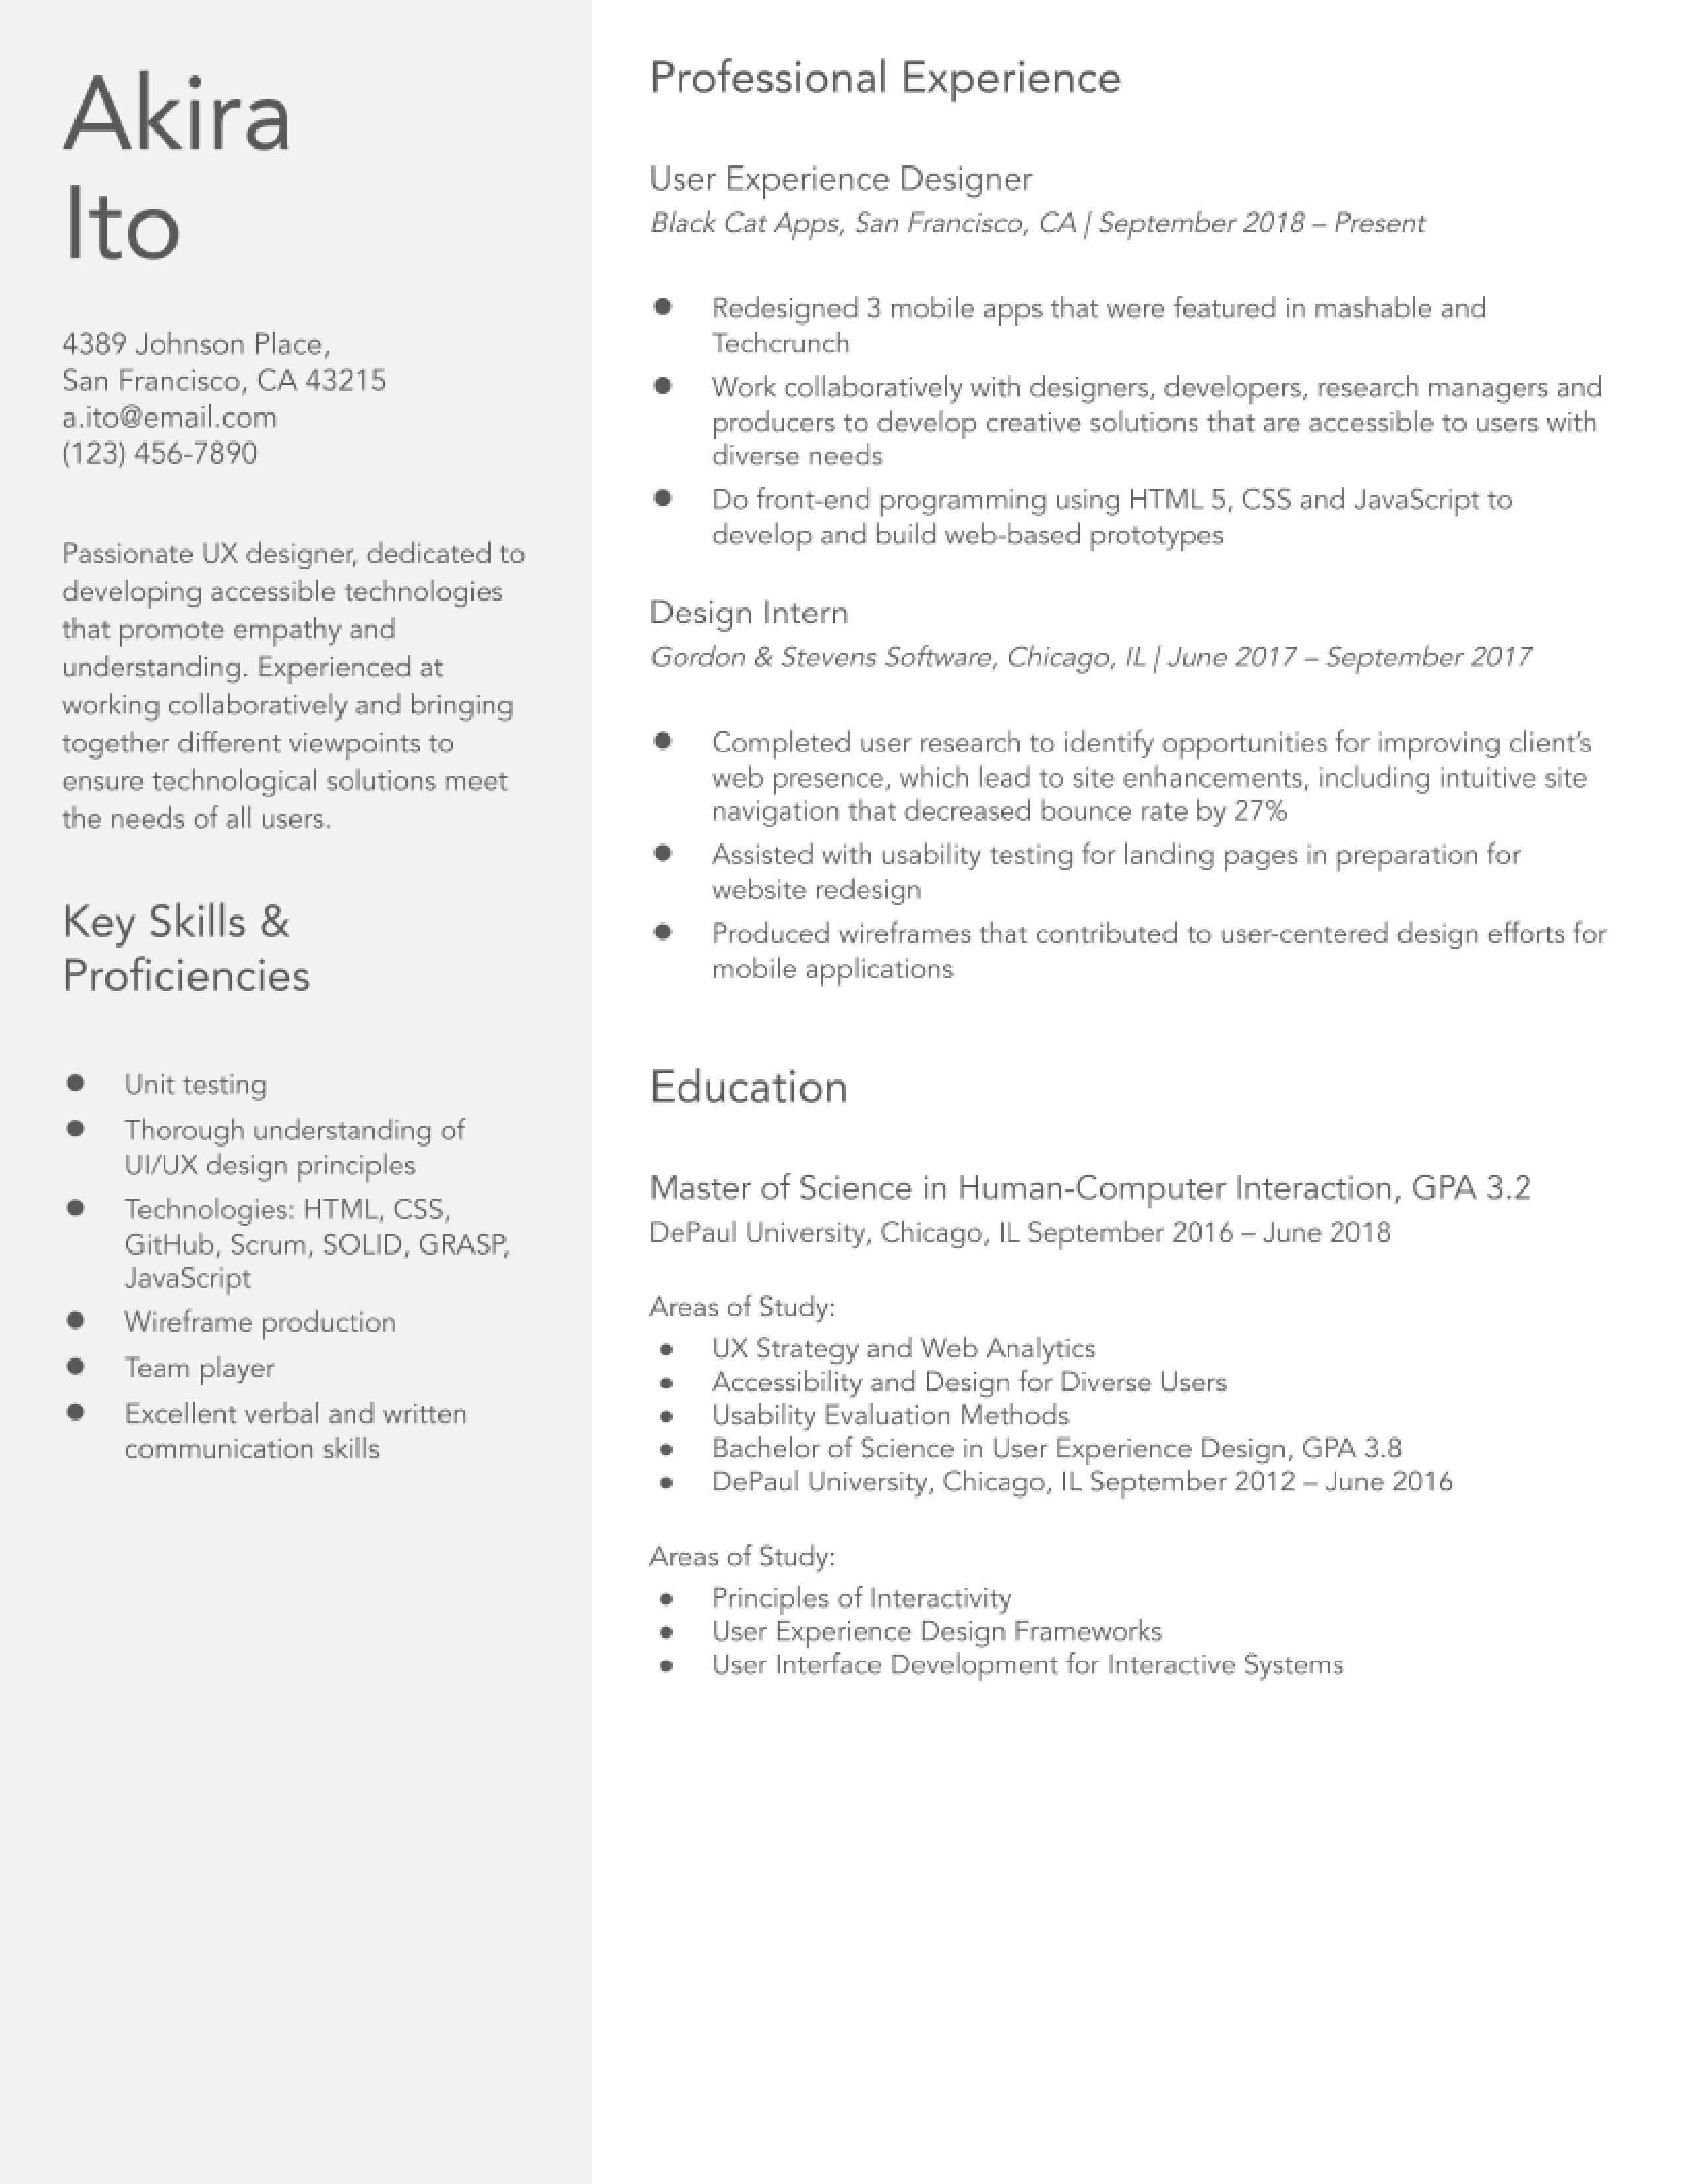 Akira
Ito
4389 Johnson Place,
San Francisco, CA 43215
a.ito@email.com
(123) 456-7890
Passionate UX designer, dedicated to
developing accessible technologies
that promote empathy and
understanding. Experienced at
working collaboratively and bringing
together different viewpoints to
ensure technological solutions meet
the needs of all users.
Key Skills &
Proficiencies
● Unit testing
● Thorough understanding of
UI/UX design principles
● Technologies: HTML, CSS,
GitHub, Scrum, SOLID, GRASP,
JavaScript
● Wireframe production
● Team player
● Excellent verbal and written
communication skills
Professional Experience
User Experience Designer
Black Cat Apps, San Francisco, CA | September 2018 – Present
● Redesigned 3 mobile apps that were featured in mashable and
Techcrunch
● Work collaboratively with designers, developers, research managers and
producers to develop creative solutions that are accessible to users with
diverse needs
● Do front-end programming using HTML 5, CSS and JavaScript to
develop and build web-based prototypes
Design Intern
Gordon & Stevens Software, Chicago, IL | June 2017 – September 2017
● Completed user research to identify opportunities for improving client’s
web presence, which lead to site enhancements, including intuitive site
navigation that decreased bounce rate by 27%
● Assisted with usability testing for landing pages in preparation for
website redesign
● Produced wireframes that contributed to user-centered design efforts for
mobile applications
Education
Master of Science in Human-Computer Interaction, GPA 3.2
DePaul University, Chicago, IL September 2016 – June 2018
Areas of Study:
● UX Strategy and Web Analytics
● Accessibility and Design for Diverse Users
● Usability Evaluation Methods
● Bachelor of Science in User Experience Design, GPA 3.8
● DePaul University, Chicago, IL September 2012 – June 2016
Areas of Study:
● Principles of Interactivity
● User Experience Design Frameworks
● User Interface Development for Interactive Systems